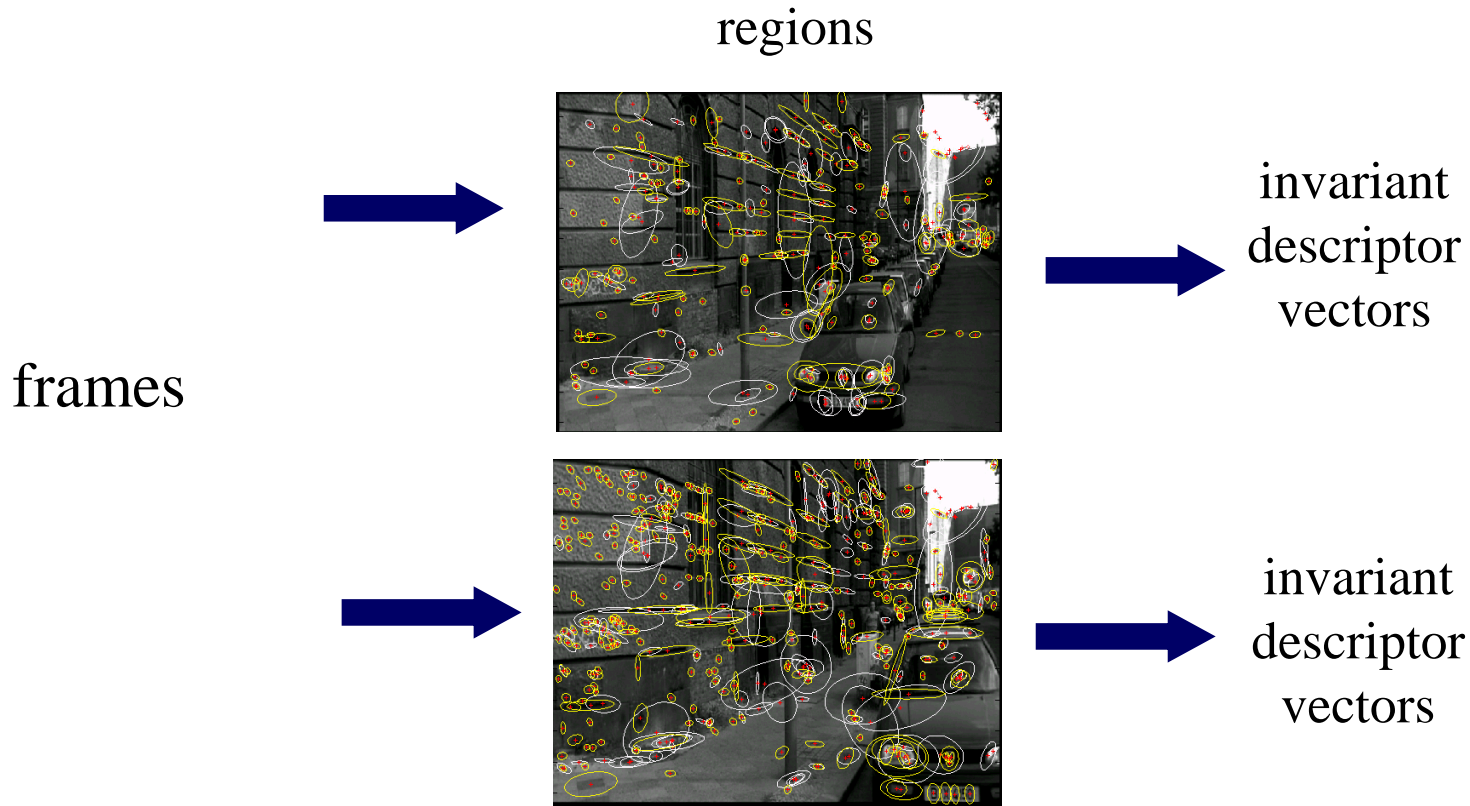 regions
frames
invariant
descriptor
vectors
invariant
descriptor
vectors